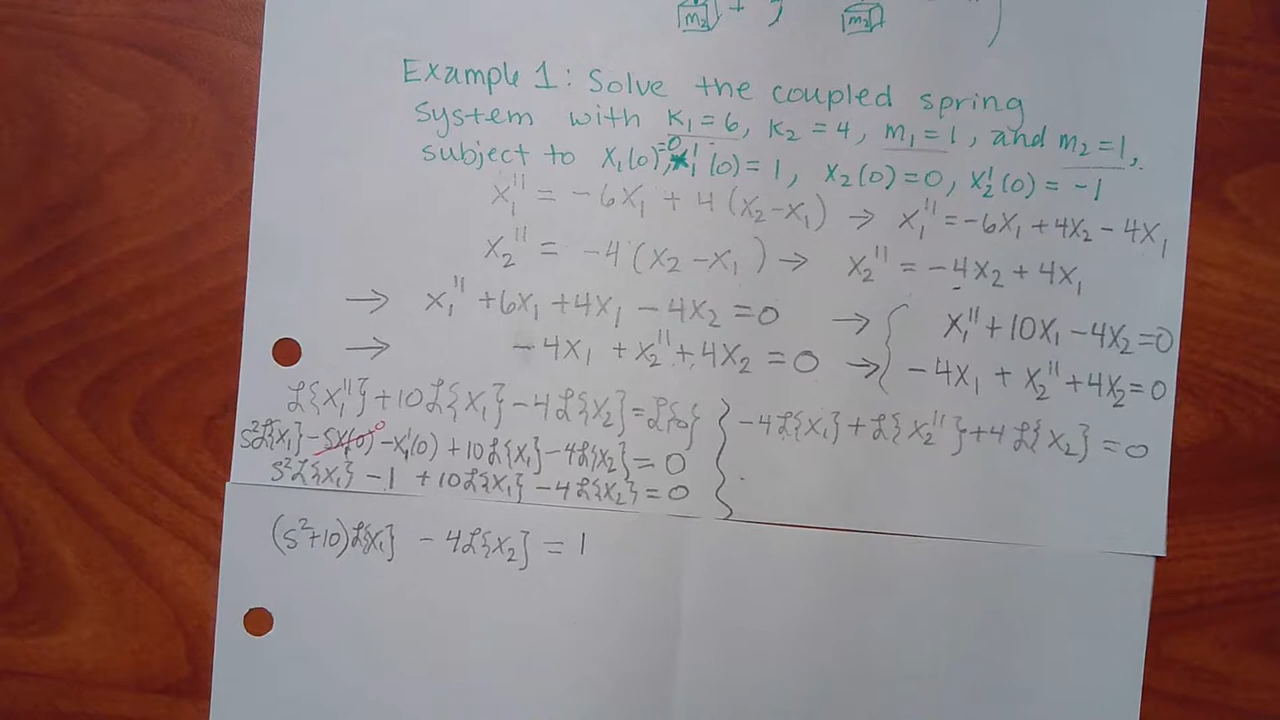 m₂ + ) m₂ )
Example 1: Solve the coupled spring
system with K₁ = 6, K₂ = 4, m₁ = 1, and m₂ = 1,
subject to X₁(0)=0, x₁'(0) = 1, X₂(0) = 0, X₂'(0) = -1
X₁'' = -6X₁ + 4(X₂-X₁) → X₁'' = -6X₁ + 4X₂ - 4X₁
X₂'' = -4(X₂-X₁) → X₂'' = -4X₂ + 4X₁
→ X₁'' + 6X₁ + 4X₁ - 4X₂ = 0 → { X₁'' + 10X₁ - 4X₂ = 0
→ -4X₁ + X₂'' + 4X₂ = 0 → -4X₁ + X₂'' + 4X₂ = 0
ℒ{X₁''} + 10ℒ{X₁} - 4ℒ{X₂} = ℒ{0} } -4ℒ{X₁} + ℒ{X₂''} + 4ℒ{X₂} = 0
s²ℒ{X₁} - sX₁(0)⁰ - X₁'(0) + 10ℒ{X₁} - 4ℒ{X₂} = 0
s²ℒ{X₁} - 1 + 10ℒ{X₁} - 4ℒ{X₂} = 0
(s²+10)ℒ{X₁} - 4ℒ{X₂} = 1